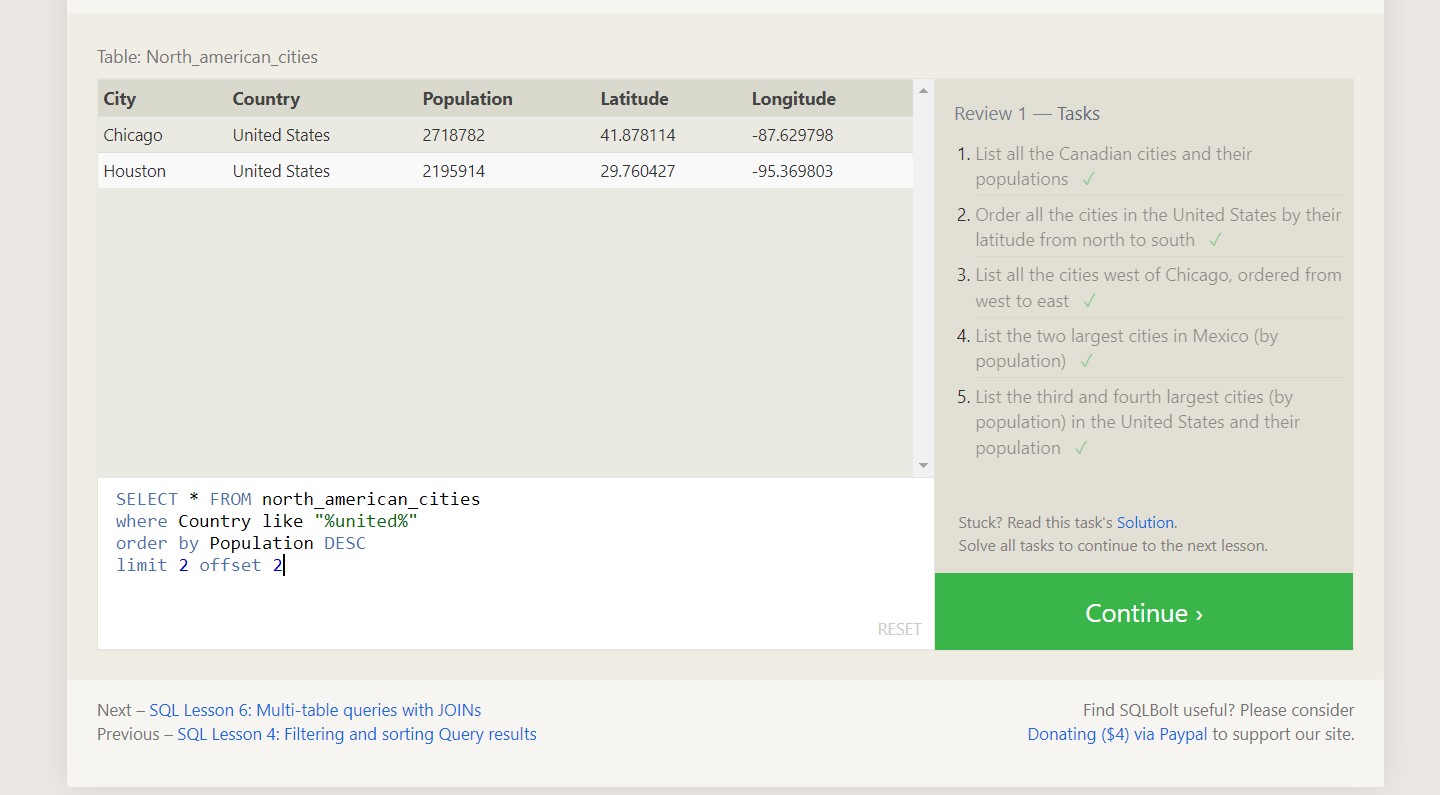 Table: North_american_cities
City Country Population Latitude Longitude
Chicago United States 2718782 41.878114 -87.629798
Houston United States 2195914 29.760427 -95.369803
SELECT * FROM north_american_cities
where Country like "%united%"
order by Population DESC
limit 2 offset 2
RESET
Review 1 — Tasks
1. List all the Canadian cities and their
populations ✓
2. Order all the cities in the United States by their
latitude from north to south ✓
3. List all the cities west of Chicago, ordered from
west to east ✓
4. List the two largest cities in Mexico (by
population) ✓
5. List the third and fourth largest cities (by
population) in the United States and their
population ✓
Stuck? Read this task's Solution.
Solve all tasks to continue to the next lesson.
Continue ›
Next – SQL Lesson 6: Multi-table queries with JOINs
Previous – SQL Lesson 4: Filtering and sorting Query results
Find SQLBolt useful? Please consider
Donating ($4) via Paypal to support our site.